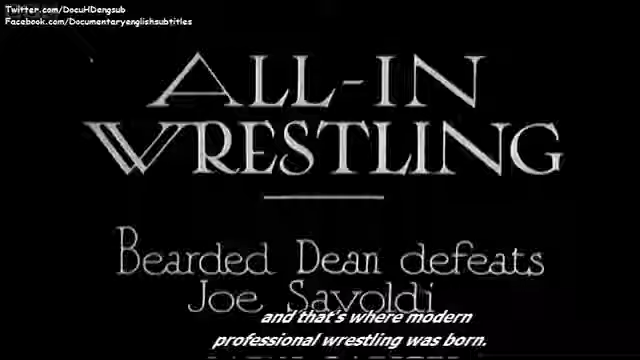 Twitter.com/DocuHDengsub
Facebook.com/Documentaryenglishsubtitles
ALL-IN
WRESTLING
Bearded Dean defeats
Joe Savoldi
and that's where modern
professional wrestling was born.